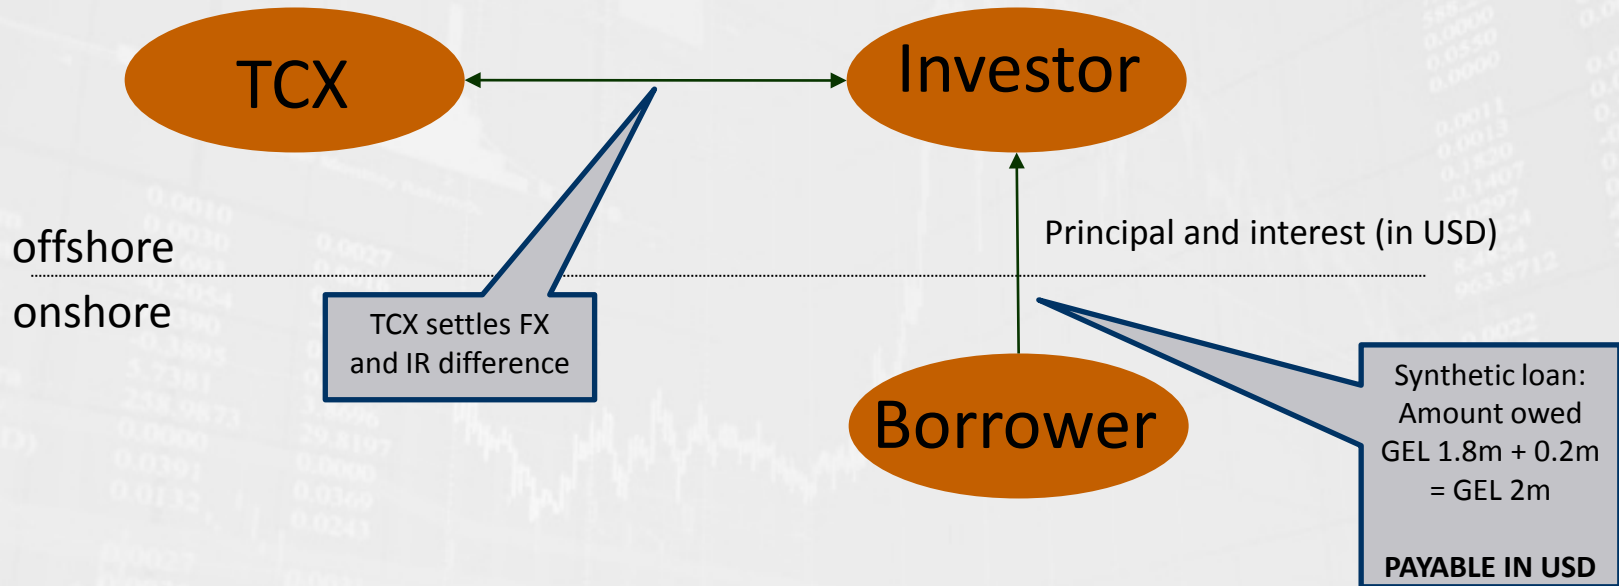 TCX
Investor
offshore
Principal and interest (in USD)
onshore
TCX settles FX
and IR difference
Borrower
Synthetic loan:
Amount owed
GEL 1.8m + 0.2m
= GEL 2m
PAYABLE IN USD